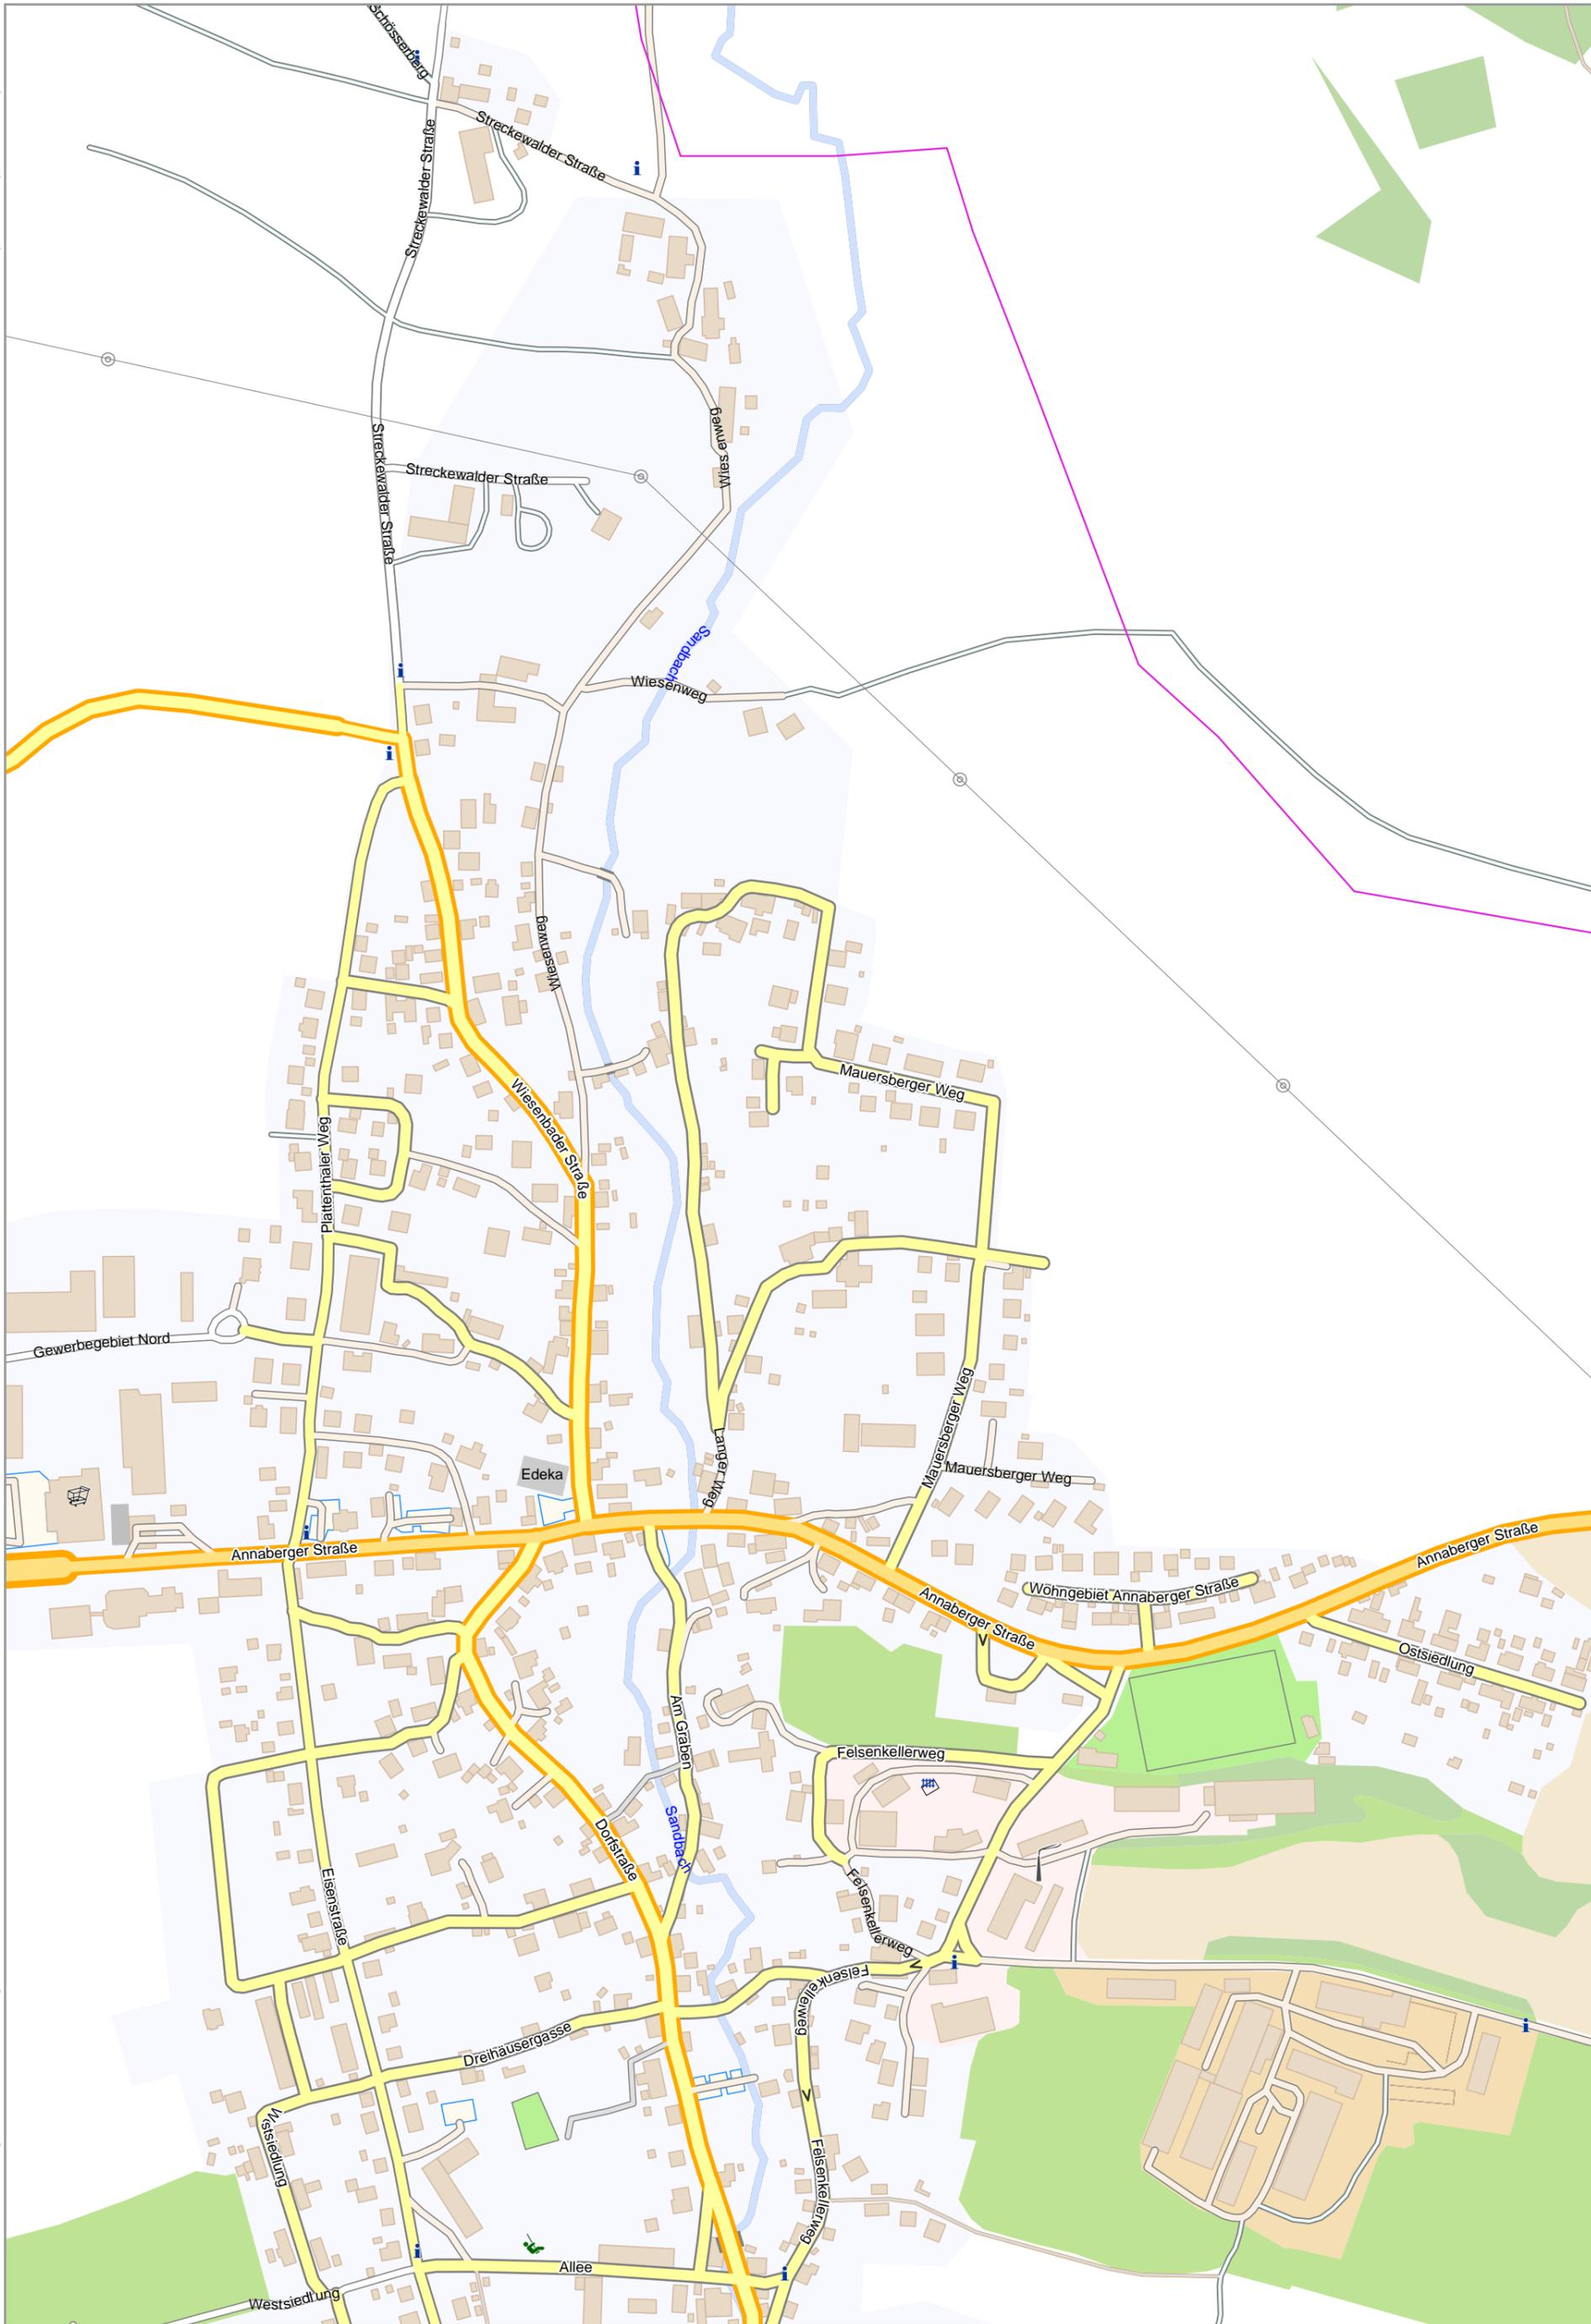 Schösserberg
Streckewalder Straße
Streckewalder Straße
Wiesenweg
Streckewalder Straße
Streckewalder Straße
Sandbach
Wiesenweg
Wiesenweg
Mauersberger Weg
Wiesenbader Straße
Plattenthaler Weg
Gewerbegebiet Nord
Mauersberger Weg
Langer Weg
Mauersberger Weg
Edeka
Annaberger Straße
Annaberger Straße
Wohngebiet Annaberger Straße
Annaberger Straße
Ostsiedlung
Am Graben
Felsenkellerweg
Sandbach
Dorfstraße
Eisenstraße
Felsenkellerweg
Felsenkellerweg
Dreihäusergasse
Westsiedlung
Felsenkellerweg
Allee
Westsiedlung